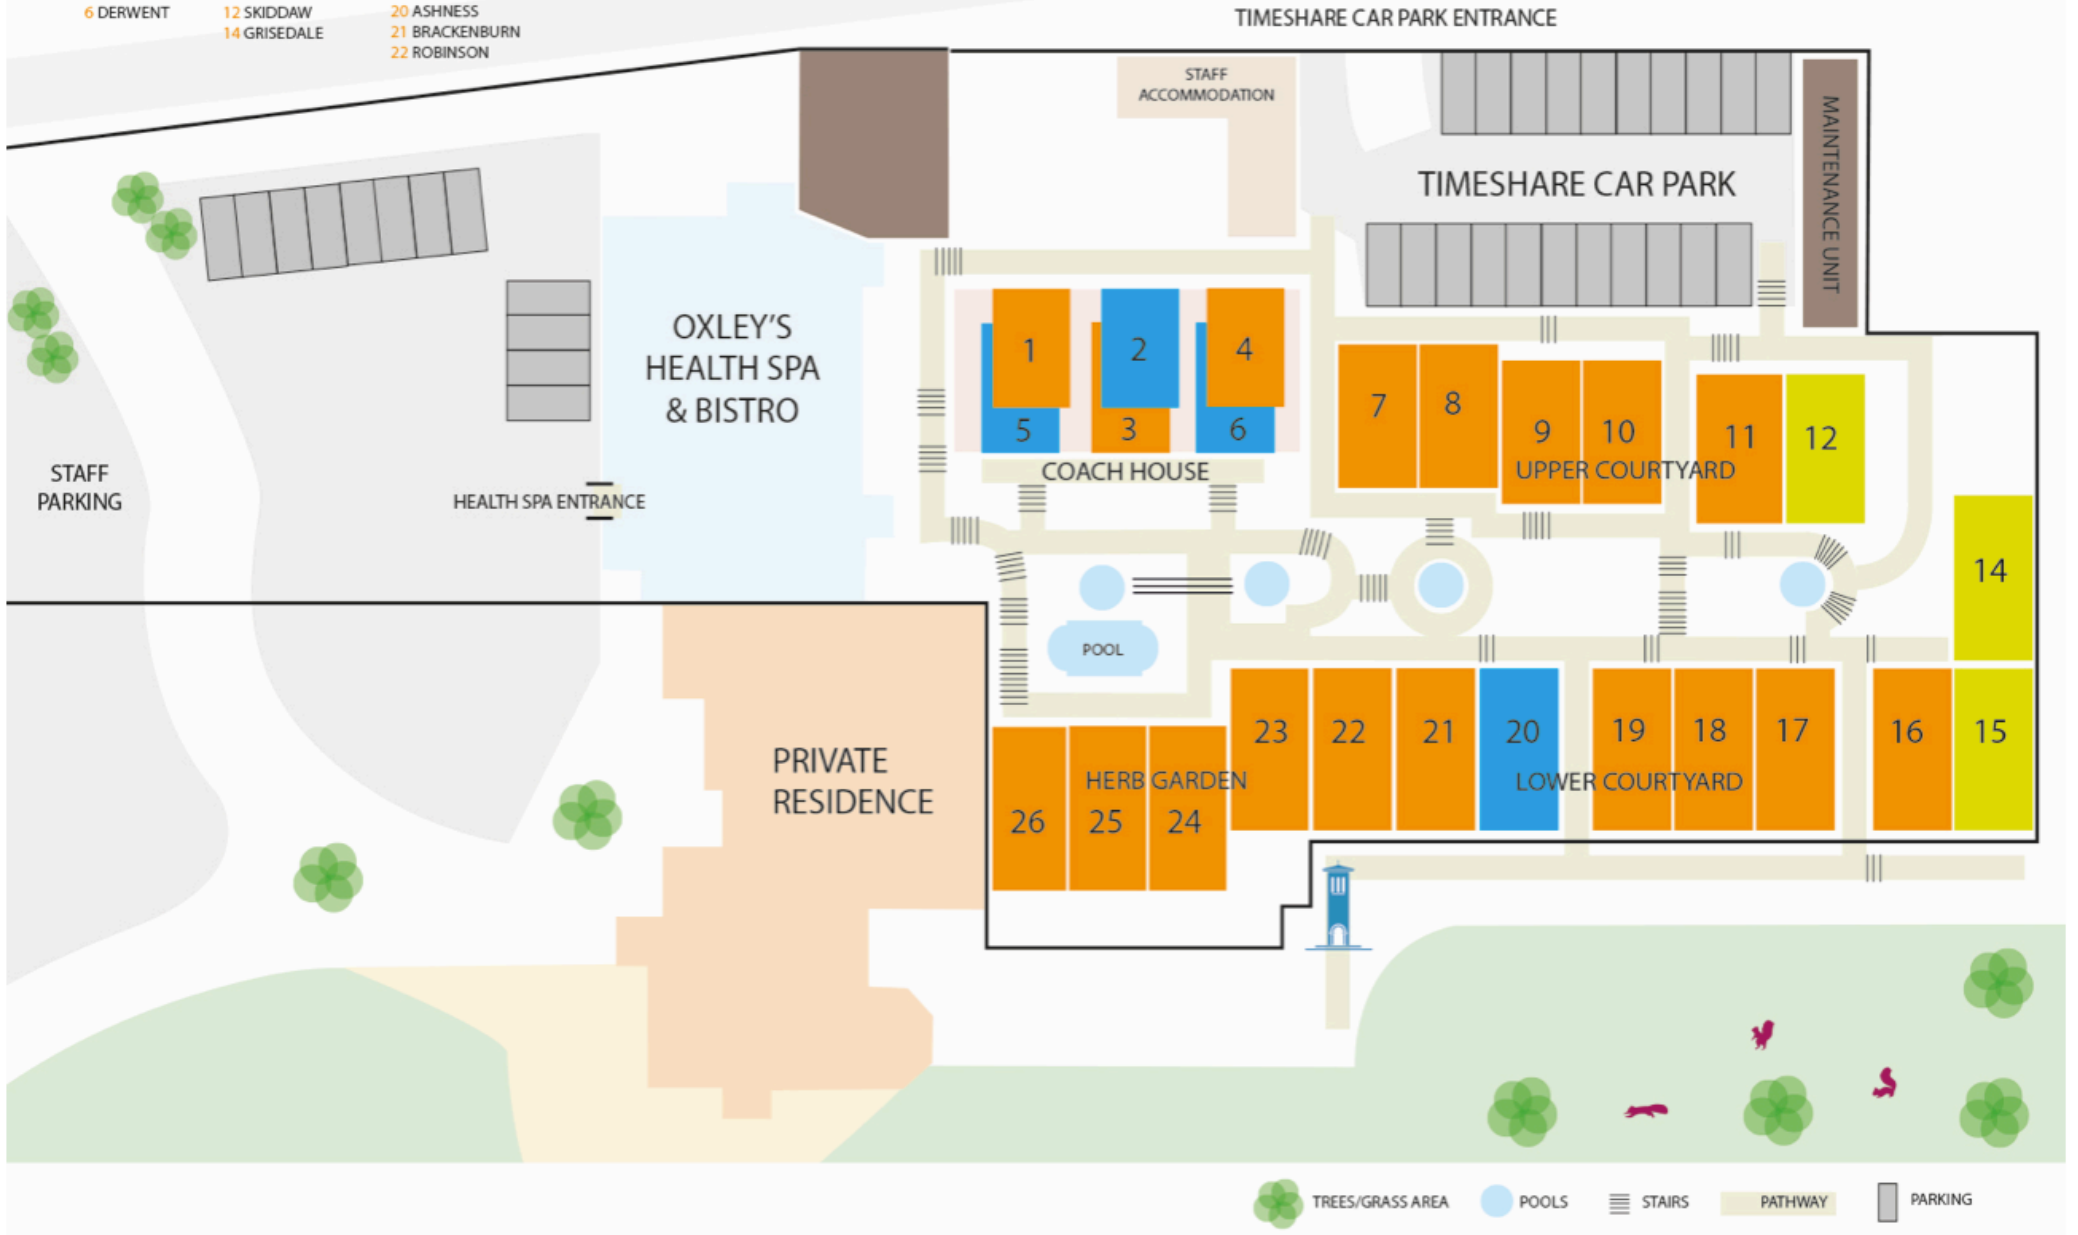 6 DERWENT
12 SKIDDAW
14 GRISEDALE
20 ASHNESS
21 BRACKENBURN
22 ROBINSON
TIMESHARE CAR PARK ENTRANCE
STAFF
ACCOMMODATION
TIMESHARE CAR PARK
MAINTENANCE UNIT
OXLEY'S
HEALTH SPA
& BISTRO
STAFF
PARKING
HEALTH SPA ENTRANCE
1
2
4
5
3
6
COACH HOUSE
7
8
9
10
11
12
UPPER COURTYARD
14
POOL
PRIVATE
RESIDENCE
23
22
21
20
19
18
17
16
15
HERB GARDEN
LOWER COURTYARD
26
25
24
TREES/GRASS AREA
POOLS
STAIRS
PATHWAY
PARKING